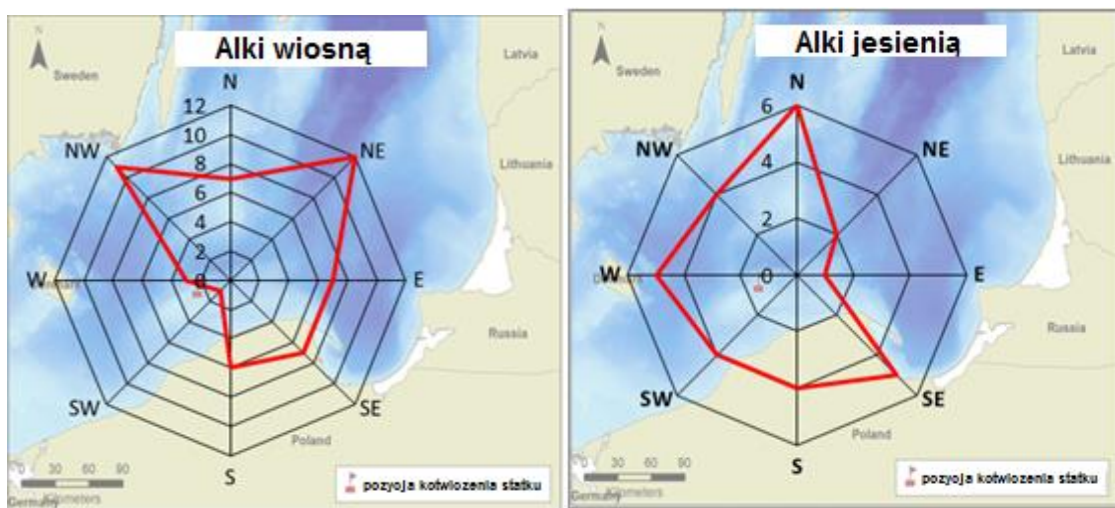 Alki wiosną
N
Sweden
Latvia
Lithuania
Russia
Poland
Germany
N
NE
E
SE
S
SW
W
NW
12
10
8
6
4
2
0
0 30 60 90
Kilometers
pozycja kotwiczenia statku
Alki jesienią
N
Sweden
Latvia
Lithuania
Russia
Poland
Germany
N
NE
E
SE
S
SW
W
NW
6
4
2
0
0 30 60 90
Kilometers
pozycja kotwiczenia statku